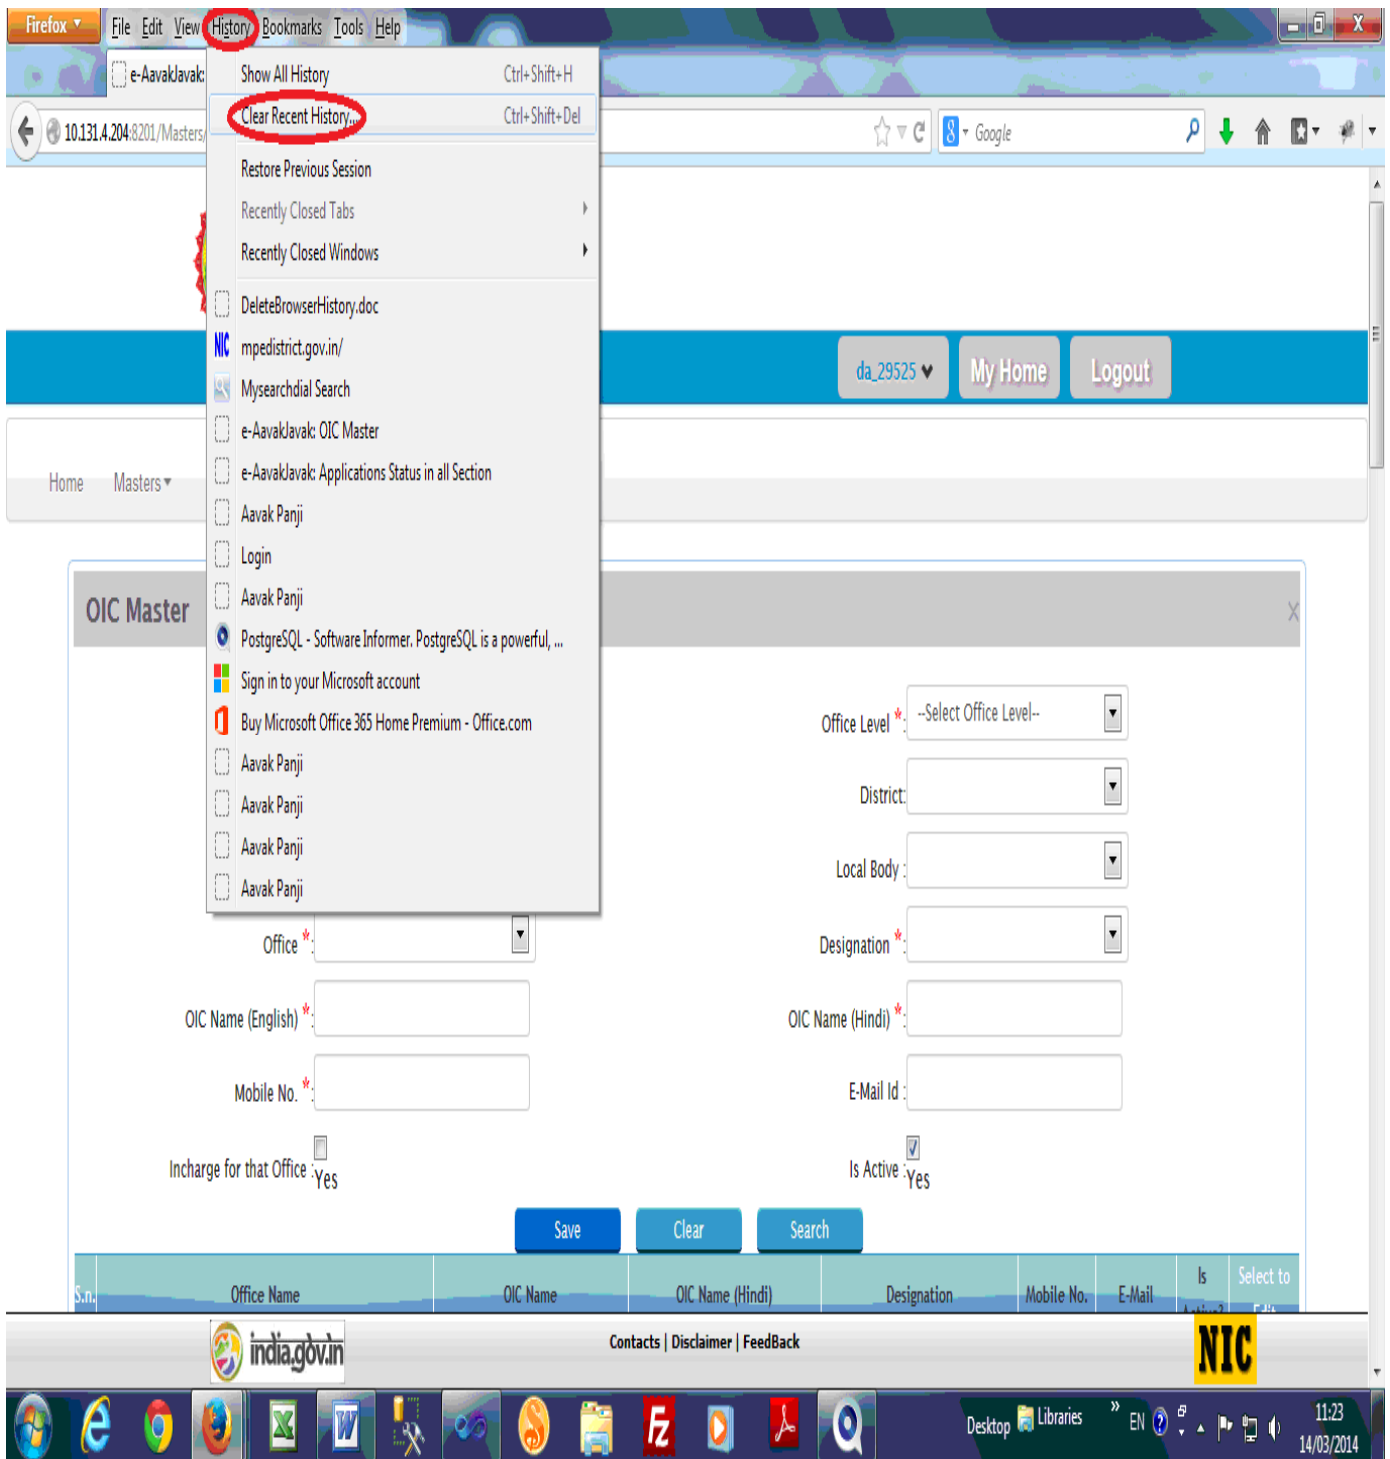 Firefox
File Edit View History Bookmarks Tools Help
e-AavakJavak:
Show All History Ctrl+Shift+H
Clear Recent History... Ctrl+Shift+Del
10.131.4.204:8201/Masters/
Google
Restore Previous Session
Recently Closed Tabs
Recently Closed Windows
DeleteBrowserHistory.doc
NIC mpedistrict.gov.in/
Mysearchdial Search
e-AavakJavak: OIC Master
e-AavakJavak: Applications Status in all Section
Aavak Panji
Login
Aavak Panji
PostgreSQL - Software Informer. PostgreSQL is a powerful, ...
Sign in to your Microsoft account
Buy Microsoft Office 365 Home Premium - Office.com
Aavak Panji
Aavak Panji
Aavak Panji
Aavak Panji
da_29525 My Home Logout
Home Masters
OIC Master X
Office Level *: --Select Office Level--
District:
Local Body :
Office *: Designation *:
OIC Name (English) *: OIC Name (Hindi) *:
Mobile No. *: E-Mail Id :
Incharge for that Office : Yes Is Active : Yes
Save Clear Search
S.n. Office Name OIC Name OIC Name (Hindi) Designation Mobile No. E-Mail Is Active? Select to Edit
india.gov.in Contacts | Disclaimer | FeedBack NIC
Desktop Libraries » EN 11:23
14/03/2014